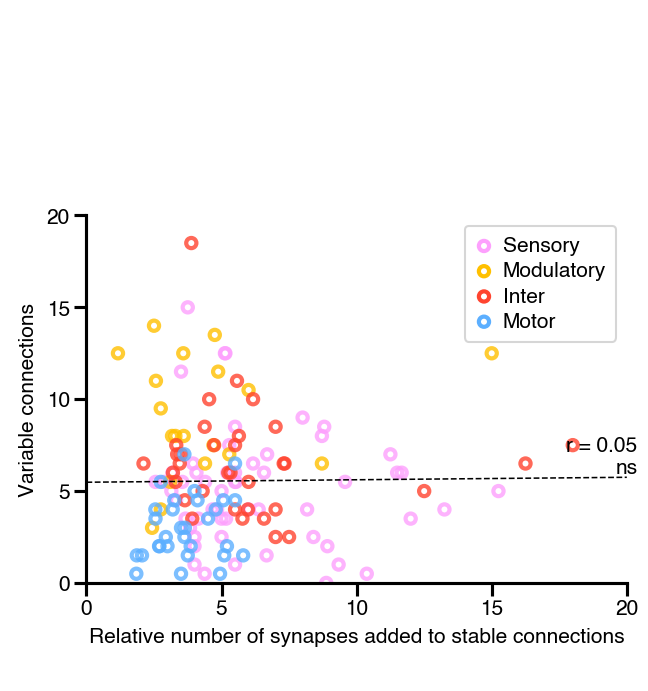 20
15
10
5
0
Variable connections
Sensory
Modulatory
Inter
Motor
r = 0.05
ns
0 5 10 15 20
Relative number of synapses added to stable connections